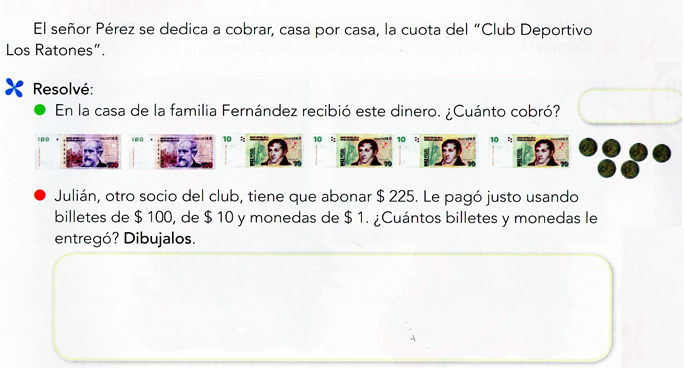 El señor Pérez se dedica a cobrar, casa por casa, la cuota del "Club Deportivo
Los Ratones".
Resolvé:
En la casa de la familia Fernández recibió este dinero. ¿Cuánto cobró?
100 100 10 10 10 10
Julián, otro socio del club, tiene que abonar $ 225. Le pagó justo usando
billetes de $ 100, de $ 10 y monedas de $ 1. ¿Cuántos billetes y monedas le
entregó? Dibujalos.